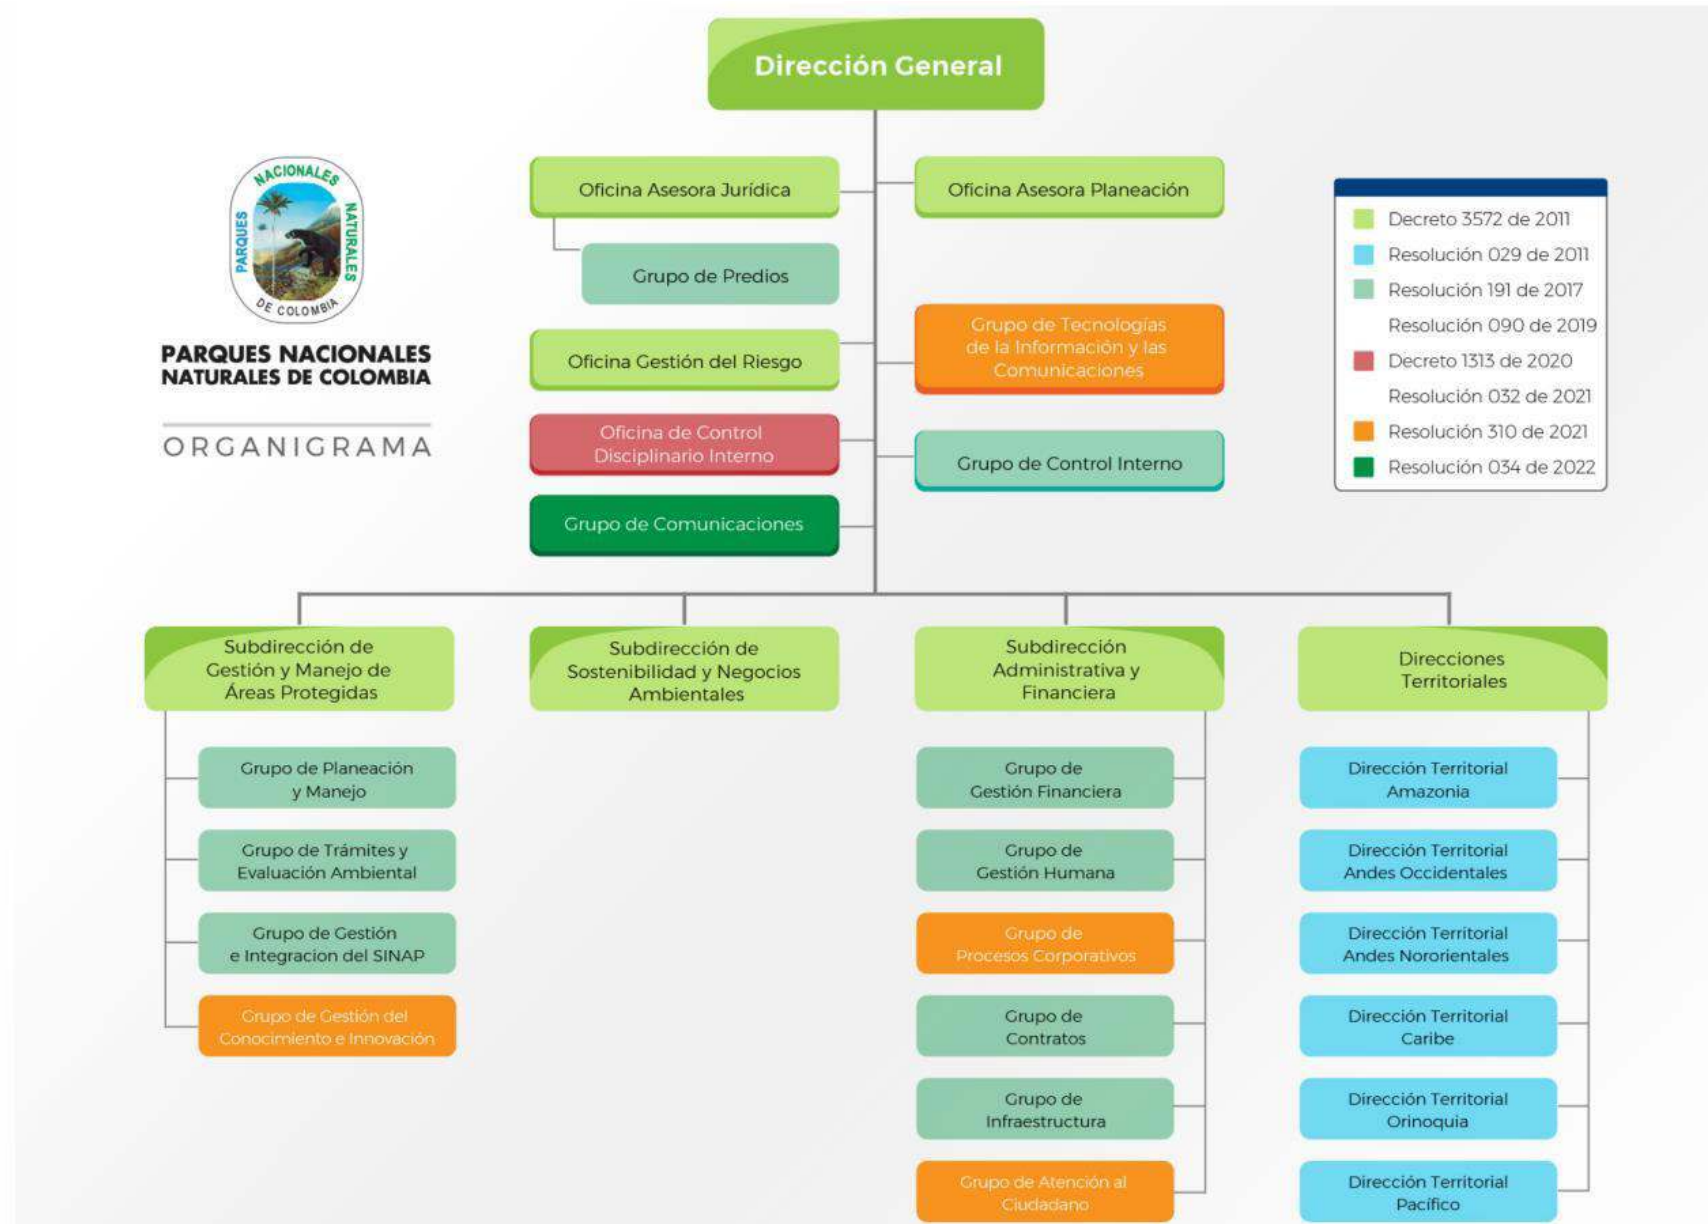 Dirección General
PARQUES
NACIONALES
NATURALES
DE COLOMBIA
PARQUES NACIONALES
NATURALES DE COLOMBIA
ORGANIGRAMA
Oficina Asesora Jurídica
Grupo de Predios
Oficina Asesora Planeación
Oficina Gestión del Riesgo
Grupo de Tecnologías
de la Información y las
Comunicaciones
Oficina de Control
Disciplinario Interno
Grupo de Control Interno
Grupo de Comunicaciones
Decreto 3572 de 2011
Resolución 029 de 2011
Resolución 191 de 2017
Resolución 090 de 2019
Decreto 1313 de 2020
Resolución 032 de 2021
Resolución 310 de 2021
Resolución 034 de 2022
Subdirección de
Gestión y Manejo de
Áreas Protegidas
Grupo de Planeación
y Manejo
Grupo de Trámites y
Evaluación Ambiental
Grupo de Gestión
e Integracion del SINAP
Grupo de Gestión del
Conocimiento e Innovación
Subdirección de
Sostenibilidad y Negocios
Ambientales
Subdirección
Administrativa y
Financiera
Grupo de
Gestión Financiera
Grupo de
Gestión Humana
Grupo de
Procesos Corporativos
Grupo de
Contratos
Grupo de
Infraestructura
Grupo de Atención al
Ciudadano
Direcciones
Territoriales
Dirección Territorial
Amazonia
Dirección Territorial
Andes Occidentales
Dirección Territorial
Andes Nororientales
Dirección Territorial
Caribe
Dirección Territorial
Orinoquia
Dirección Territorial
Pacífico